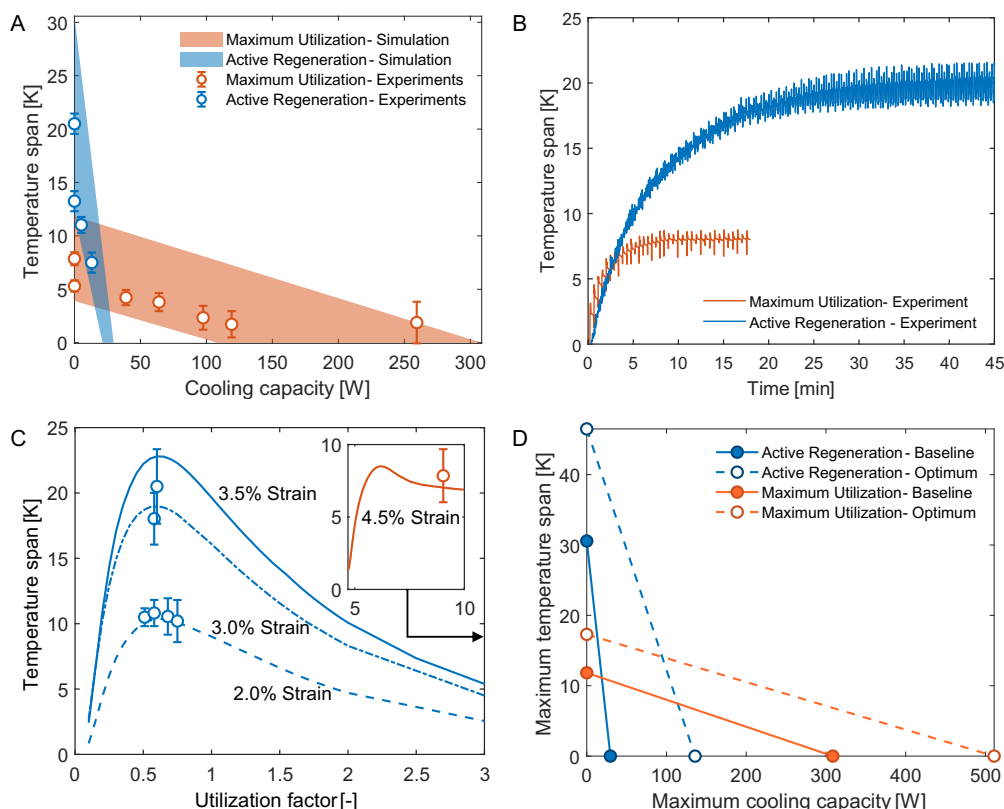 A
Temperature span [K]
30
25
20
15
10
5
0
Maximum Utilization- Simulation
Active Regeneration - Simulation
Maximum Utilization- Experiments
Active Regeneration- Experiments
0 50 100 150 200 250 300
Cooling capacity [W]
B
Temperature span [K]
25
20
15
10
5
0
Maximum Utilization- Experiment
Active Regeneration - Experiment
0 5 10 15 20 25 30 35 40 45
Time [min]
C
Temperature span [K]
25
20
15
10
5
0
3.5% Strain
3.0% Strain
2.0% Strain
10
5
0
4.5% Strain
5 10
0 0.5 1 1.5 2 2.5 3
Utilization factor [-]
D
Maximum temperature span [K]
40
30
20
10
0
Active Regeneration - Baseline
Active Regeneration - Optimum
Maximum Utilization- Baseline
Maximum Utilization- Optimum
0 100 200 300 400 500
Maximum cooling capacity [W]